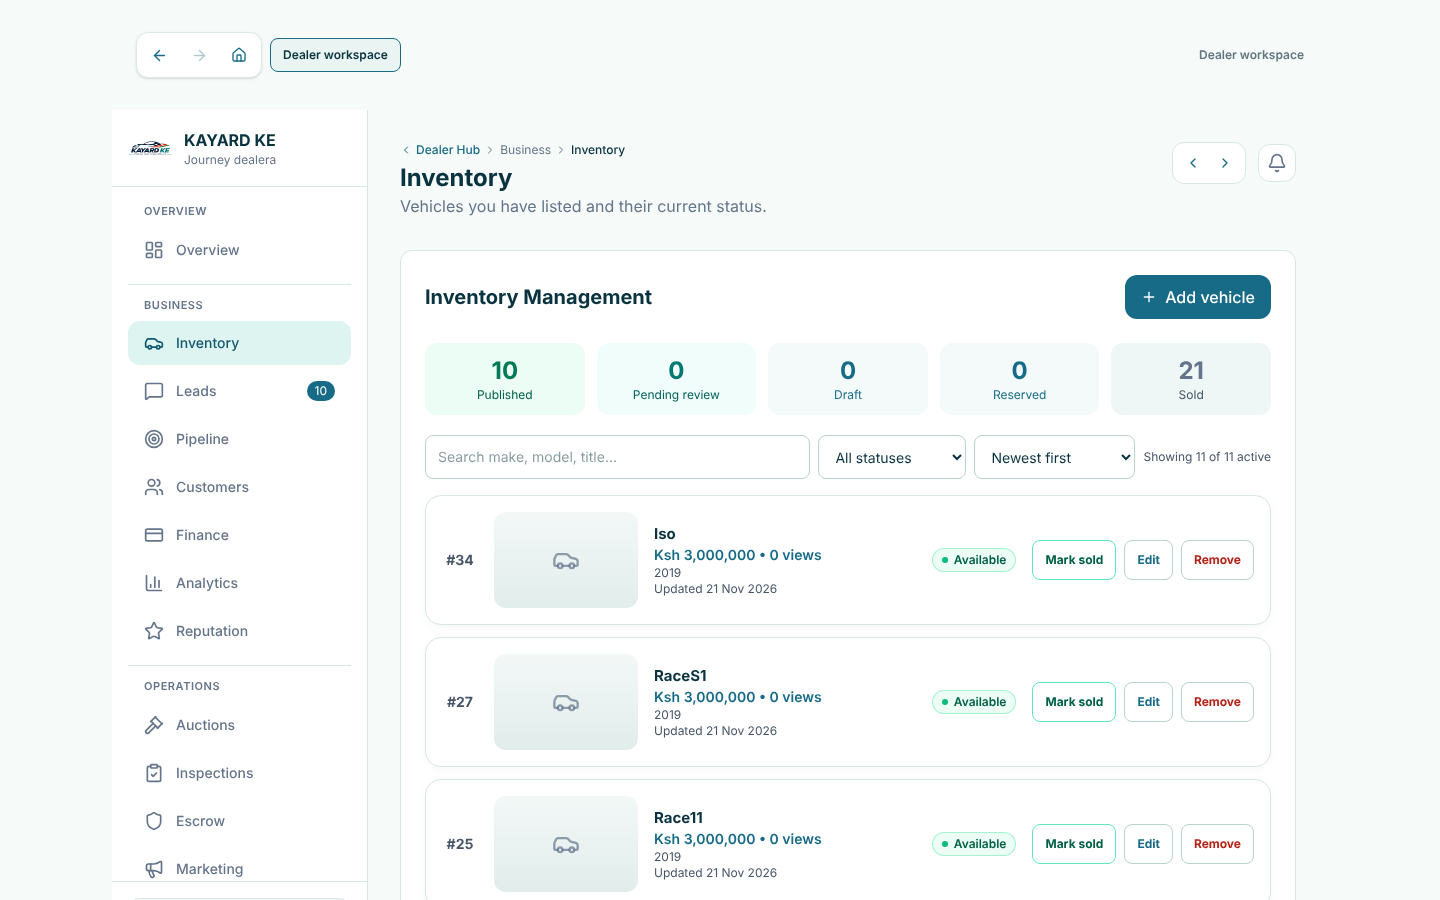 Dealer workspace
Dealer workspace
KAYARD KE
KAYARD KE
Journey dealera
OVERVIEW
Overview
BUSINESS
Inventory
Leads 10
Pipeline
Customers
Finance
Analytics
Reputation
OPERATIONS
Auctions
Inspections
Escrow
Marketing
Dealer Hub Business Inventory
Inventory
Vehicles you have listed and their current status.
Inventory Management
+ Add vehicle
10 0 0 0 21
Published Pending review Draft Reserved Sold
Search make, model, title...
All statuses
Newest first
Showing 11 of 11 active
#34
Iso
Ksh 3,000,000 • 0 views
2019
Updated 21 Nov 2026
Available Mark sold Edit Remove
#27
RaceS1
Ksh 3,000,000 • 0 views
2019
Updated 21 Nov 2026
Available Mark sold Edit Remove
#25
Race11
Ksh 3,000,000 • 0 views
2019
Updated 21 Nov 2026
Available Mark sold Edit Remove